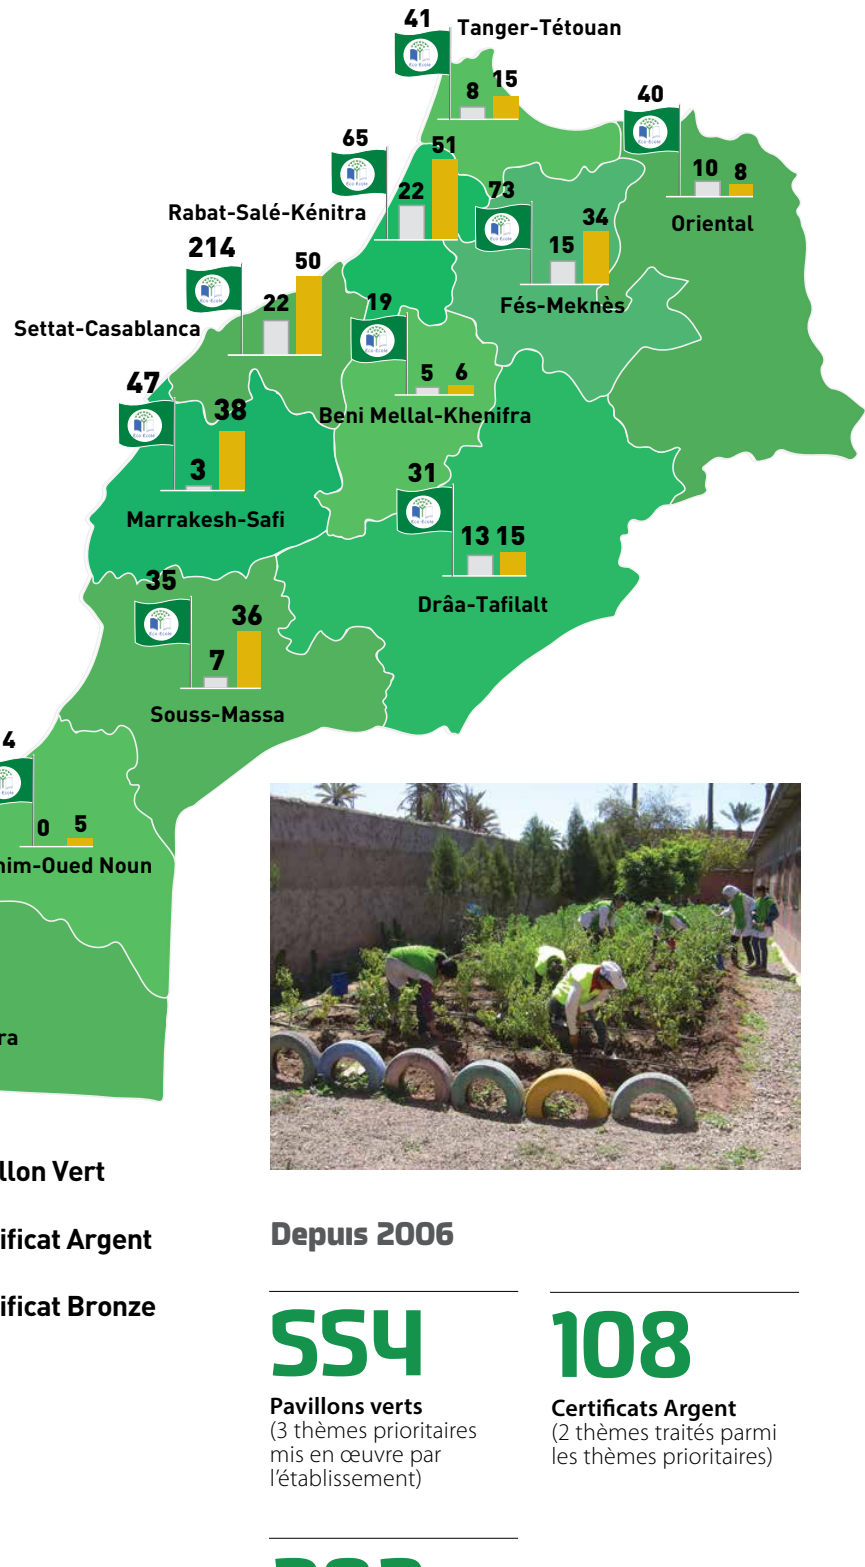 41
Tanger-Tétouan
8
15
40
10
8
Oriental
65
22
51
Rabat-Salé-Kénitra
73
15
34
Fés-Meknès
214
22
50
Settat-Casablanca
19
5
6
Beni Mellal-Khenifra
47
3
38
Marrakesh-Safi
31
13
15
Drâa-Tafilalt
35
7
36
Souss-Massa
4
0
5
him-Oued Noun
ra
llon Vert
ificat Argent
ificat Bronze
Depuis 2006
554
Pavillons verts
(3 thèmes prioritaires
mis en œuvre par
l'établissement)
108
Certificats Argent
(2 thèmes traités parmi
les thèmes prioritaires)